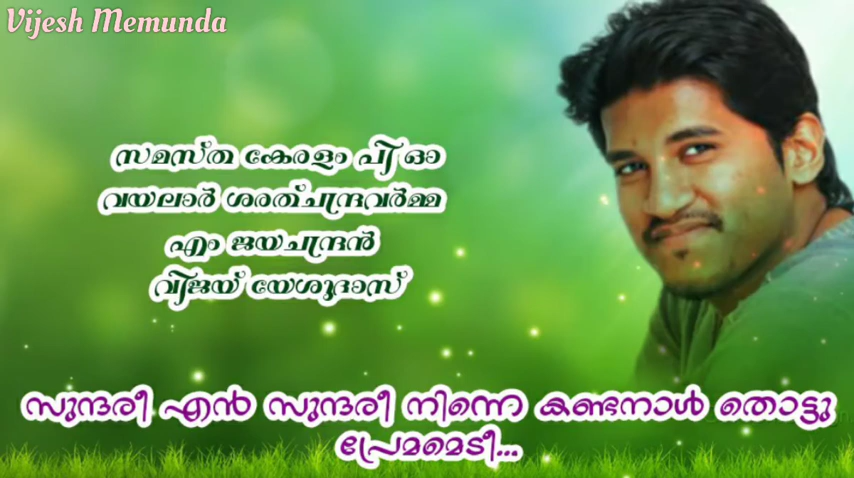 Vijesh Memunda
സമസ്ത കേരളം പി ഓ
വയലാർ ശരത്ചന്ദ്രവർമ്മ
എം ജയചന്ദ്രൻ
വിജയ് യേശുദാസ്
സുന്ദരീ എൻ സുന്ദരീ നിന്നെ കണ്ടനാൾ തൊട്ടു
പ്രേമമെടീ...